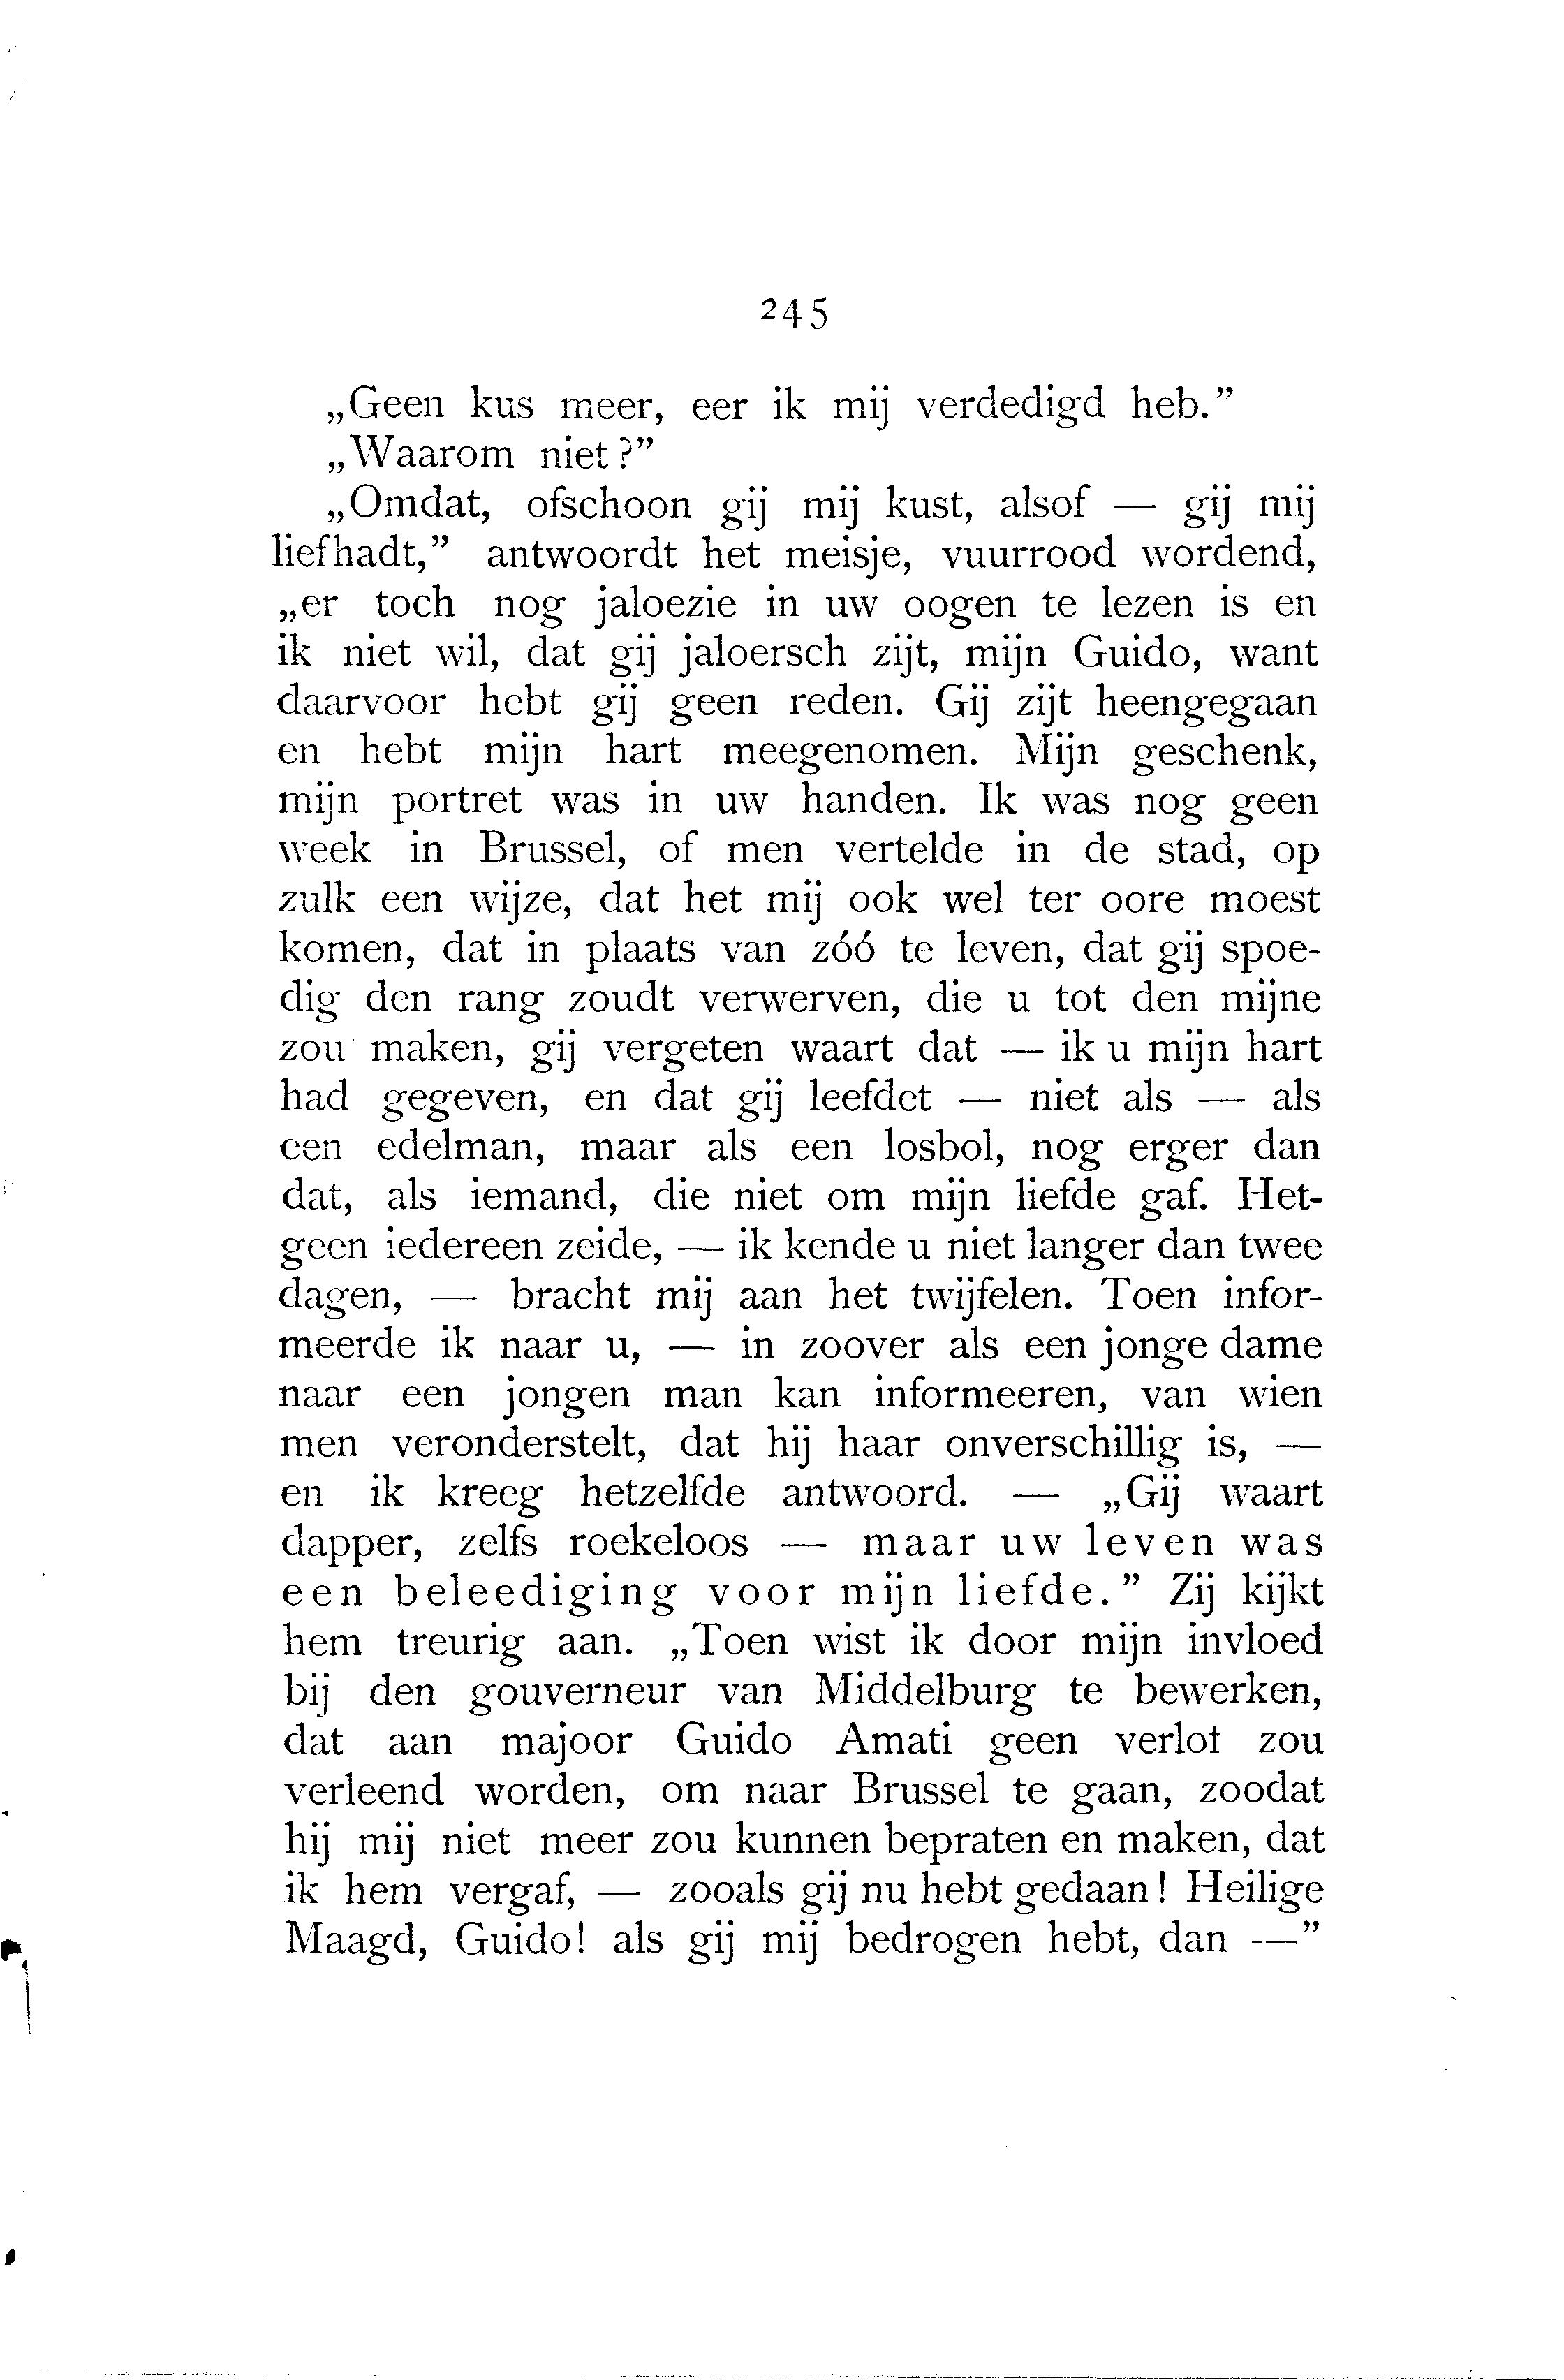 245
„Geen kus meer, eer ik mij verdedigd heb.”
„Waarom niet?”
„Omdat, ofschoon gij mij kust, alsof — gij mij
liefhadt,” antwoordt het meisje, vuurrood wordend,
„er toch nog jaloezie in uw oogen te lezen is en
ik niet wil, dat gij jaloersch zijt, mijn Guido, want
daarvoor hebt gij geen reden. Gij zijt heengegaan
en hebt mijn hart meegenomen. Mijn geschenk,
mijn portret was in uw handen. Ik was nog geen
week in Brussel, of men vertelde in de stad, op
zulk een wijze, dat het mij ook wel ter oore moest
komen, dat in plaats van zóó te leven, dat gij spoe-
dig den rang zoudt verwerven, die u tot den mijne
zou maken, gij vergeten waart dat — ik u mijn hart
had gegeven, en dat gij leefdet — niet als — als
een edelman, maar als een losbol, nog erger dan
dat, als iemand, die niet om mijn liefde gaf. Het-
geen iedereen zeide, — ik kende u niet langer dan twee
dagen, — bracht mij aan het twijfelen. Toen infor-
meerde ik naar u, — in zoover als een jonge dame
naar een jongen man kan informeeren, van wien
men veronderstelt, dat hij haar onverschillig is, —
en ik kreeg hetzelfde antwoord. — „Gij waart
dapper, zelfs roekeloos — maar uw leven was
een beleediging voor mijn liefde.” Zij kijkt
hem treurig aan. „Toen wist ik door mijn invloed
bij den gouverneur van Middelburg te bewerken,
dat aan majoor Guido Amati geen verlof zou
verleend worden, om naar Brussel te gaan, zoodat
hij mij niet meer zou kunnen bepraten en maken, dat
ik hem vergaf, — zooals gij nu hebt gedaan! Heilige
Maagd, Guido! als gij mij bedrogen hebt, dan —”